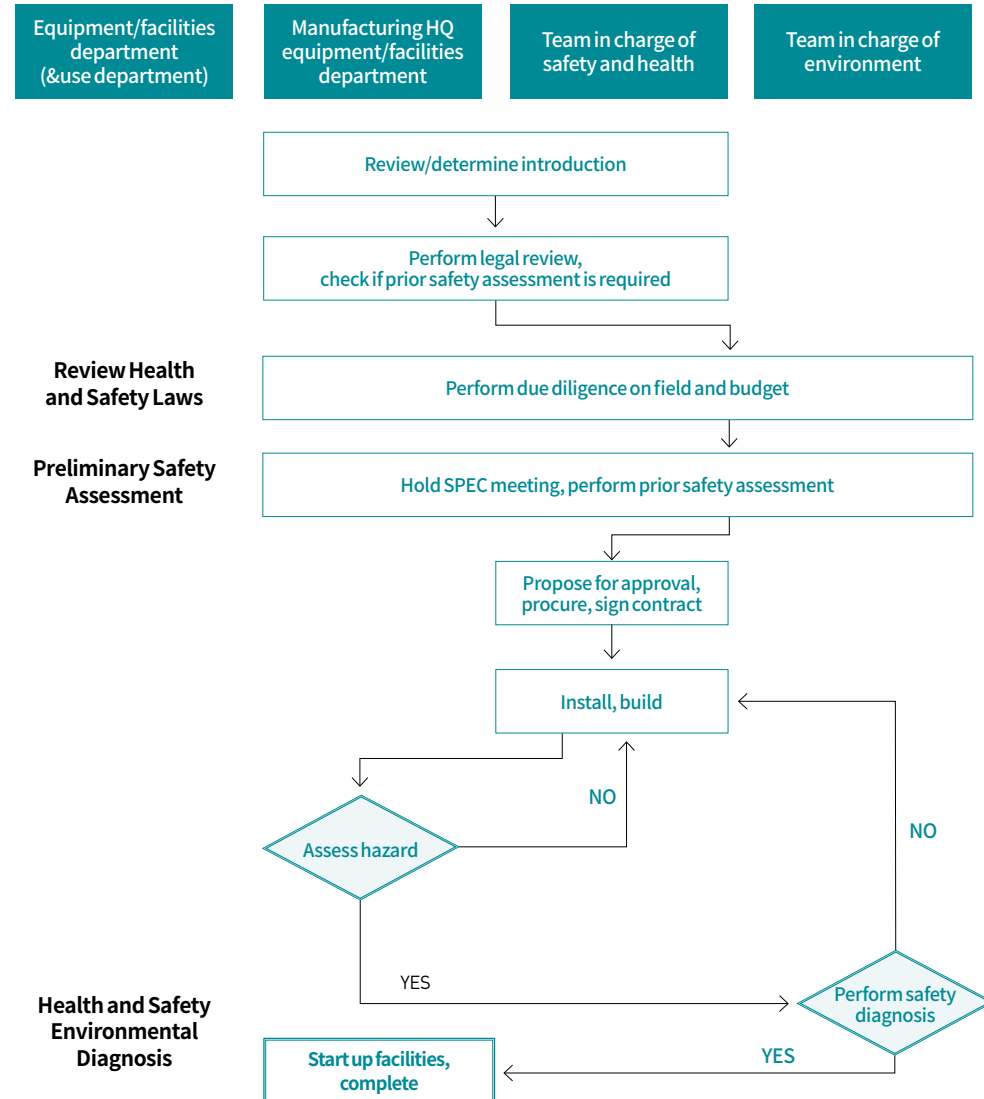 Equipment/facilities
department
(&use department)
Manufacturing HQ
equipment/facilities
department
Team in charge of
safety and health
Team in charge of
environment
Review/determine introduction
Perform legal review,
check if prior safety assessment is required
Review Health
and Safety Laws
Perform due diligence on field and budget
Preliminary Safety
Assessment
Hold SPEC meeting, perform prior safety assessment
Propose for approval,
procure, sign contract
Install, build
NO
Assess hazard
NO
YES
Perform safety
diagnosis
Health and Safety
Environmental
Diagnosis
Start up facilities,
complete
YES